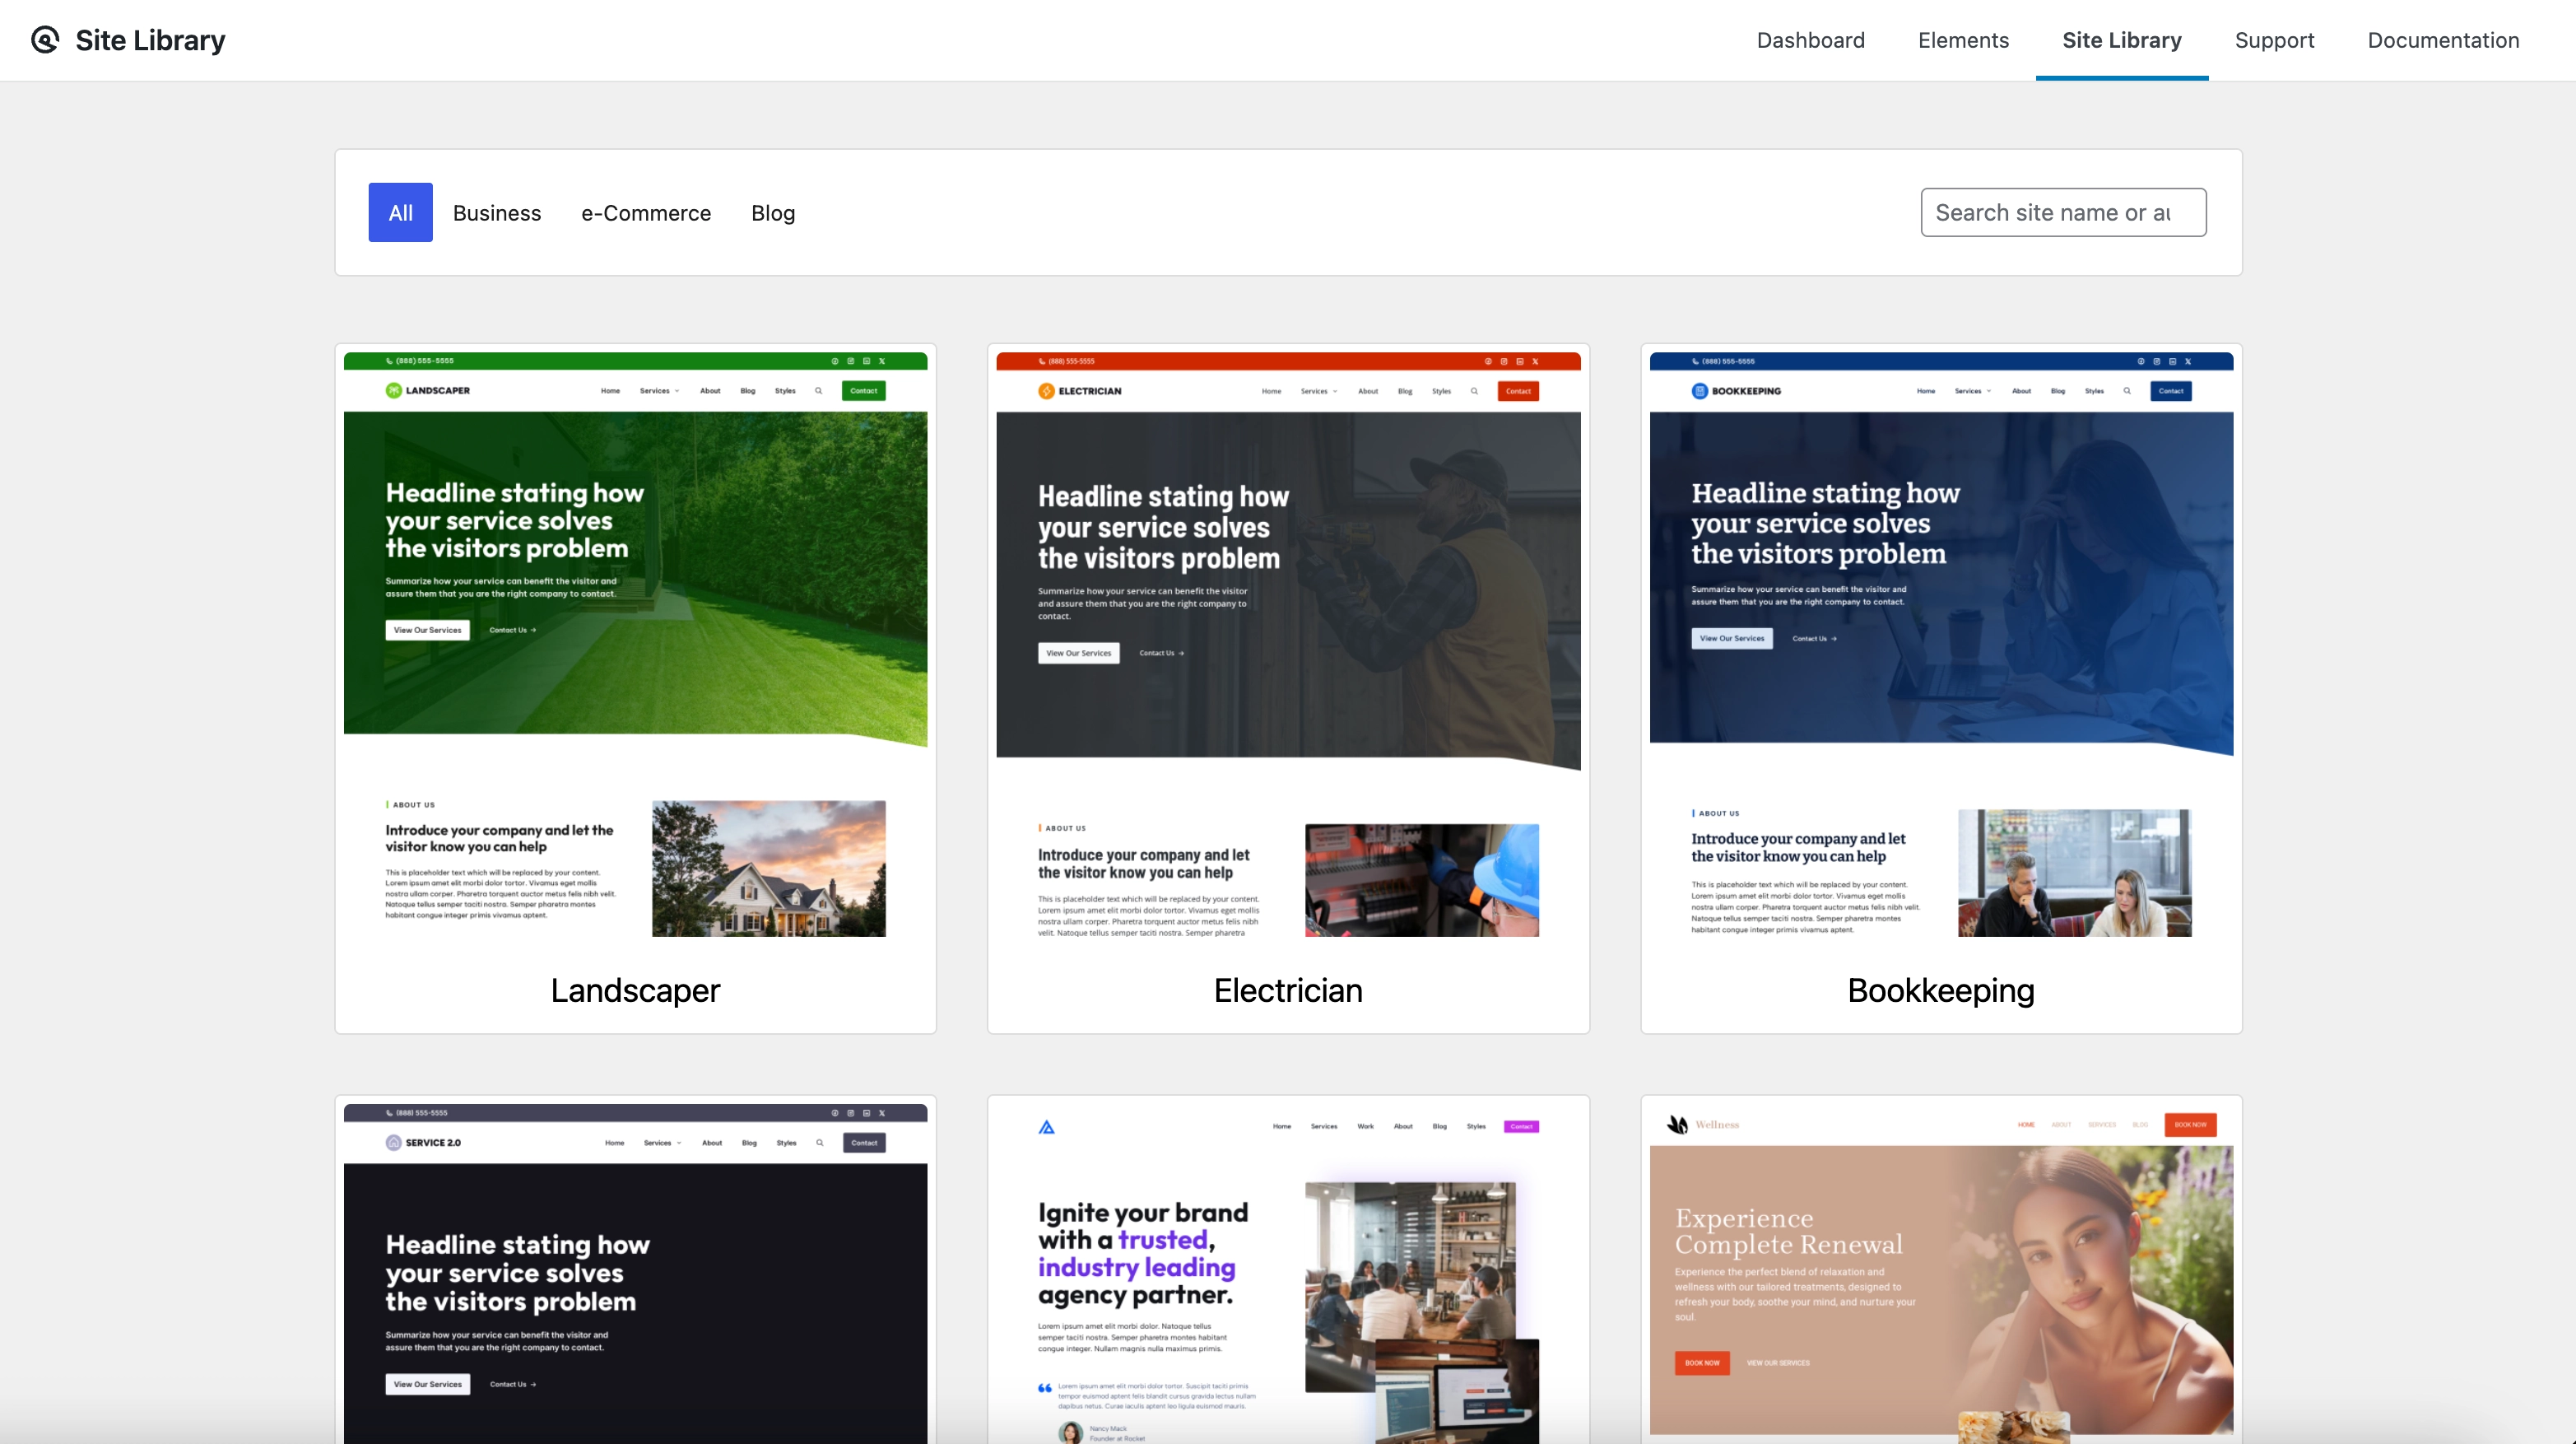 Site Library
Dashboard
Elements
Site Library
Support
Documentation
All
Business
e-Commerce
Blog
Search site name or au
(888) 555-5555
LANDSCAPER
Home
Services
About
Blog
Styles
Contact
Headline stating how
your service solves
the visitors problem
Summarize how your service can benefit the visitor and
assure them that you are the right company to contact.
View Our Services
Contact Us →
ABOUT US
Introduce your company and let the
visitor know you can help
This is placeholder text which will be replaced by your content.
Lorem ipsum amet elit morbi dolor tortor. Vivamus eget mollis
nostra ullam corper. Pharetra torquent auctor metus felis nibh velit.
Natoque tellus semper taciti nostra. Semper pharetra montes
habitant congue integer primis vivamus aptent.
Landscaper
(888) 555-5555
ELECTRICIAN
Home
Services
About
Blog
Styles
Contact
Headline stating how
your service solves
the visitors problem
Summarize how your service can benefit the visitor
and assure them that you are the right company to
contact.
View Our Services
Contact Us →
ABOUT US
Introduce your company and let
the visitor know you can help
This is placeholder text which will be replaced by your content.
Lorem ipsum amet elit morbi dolor tortor. Vivamus eget mollis
nostra ullam corper. Pharetra torquent auctor metus felis nibh
velit. Natoque tellus semper taciti nostra. Semper pharetra
Electrician
(888) 555-5555
BOOKKEEPING
Home
Services
About
Blog
Styles
Contact
Headline stating how
your service solves
the visitors problem
Summarize how your service can benefit the visitor and
assure them that you are the right company to contact.
View Our Services
Contact Us →
ABOUT US
Introduce your company and let
the visitor know you can help
This is placeholder text which will be replaced by your content.
Lorem ipsum amet elit morbi dolor tortor. Vivamus eget mollis
nostra ullam corper. Pharetra torquent auctor metus felis nibh velit.
Natoque tellus semper taciti nostra. Semper pharetra montes
habitant congue integer primis vivamus aptent.
Bookkeeping
(888) 555-5555
SERVICE 2.0
Home
Services
About
Blog
Styles
Contact
Headline stating how
your service solves
the visitors problem
Summarize how your service can benefit the visitor and
assure them that you are the right company to contact.
View Our Services
Contact Us →
Home
Services
Work
About
Blog
Styles
Contact
Ignite your brand
with a trusted,
industry leading
agency partner.
Lorem ipsum amet elit morbi dolor. Natoque tellus
semper taciti nostra. Semper pharetra montes habitant
congue integer. Nullam magnis nulla maximus primis.
Lorem ipsum amet elit morbi dolor tortor. Suscipit taciti primis
tempor euismod aptent felis blandit cursus gravida lectus nullam
dapibus netus. Curae iaculis aptent leo ligula euismod mauris.
Nancy Mack
Founder at Rocket
Wellness
HOME
ABOUT
SERVICES
BLOG
BOOK NOW
Experience
Complete Renewal
Experience the perfect blend of relaxation and
wellness with our tailored treatments, designed to
refresh your body, soothe your mind, and nurture your
soul.
BOOK NOW
VIEW OUR SERVICES